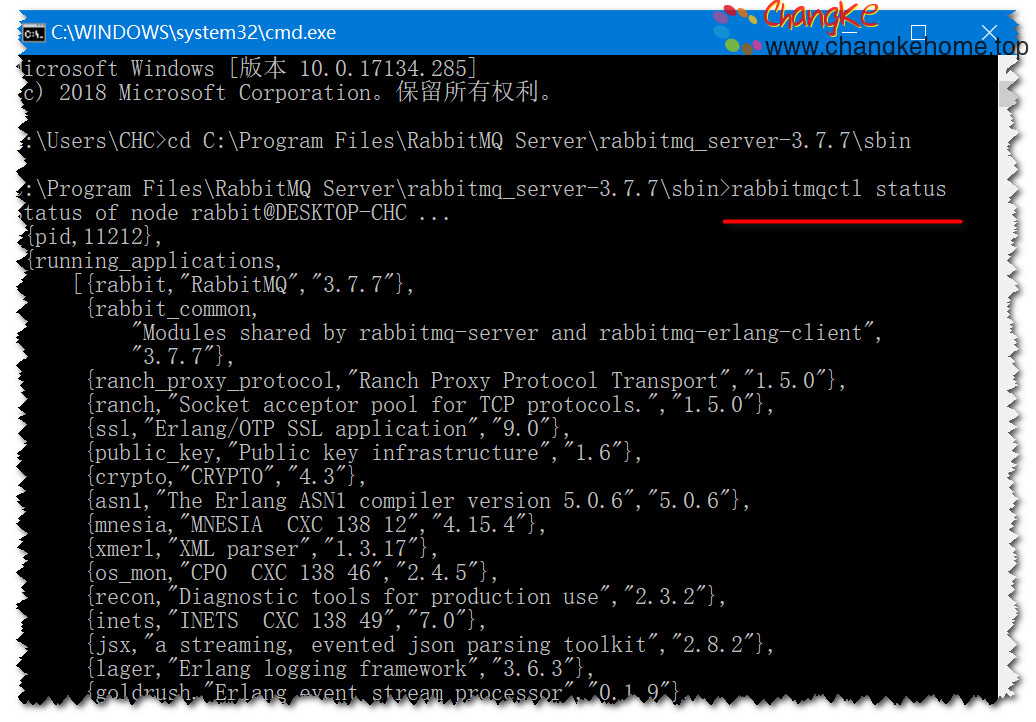 C:\WINDOWS\system32\cmd.exe
ChangKe
www.changkehome.top
icrosoft Windows [版本 10.0.17134.285]
c) 2018 Microsoft Corporation。保留所有权利。
:\Users\CHC>cd C:\Program Files\RabbitMQ Server\rabbitmq_server-3.7.7\sbin
:\Program Files\RabbitMQ Server\rabbitmq_server-3.7.7\sbin>rabbitmqctl status
tatus of node rabbit@DESKTOP-CHC ...
{pid,11212},
{running_applications,
[{rabbit,"RabbitMQ","3.7.7"},
{rabbit_common,
"Modules shared by rabbitmq-server and rabbitmq-erlang-client",
"3.7.7"},
{ranch_proxy_protocol,"Ranch Proxy Protocol Transport","1.5.0"},
{ranch,"Socket acceptor pool for TCP protocols.","1.5.0"},
{ssl,"Erlang/OTP SSL application","9.0"},
{public_key,"Public key infrastructure","1.6"},
{crypto,"CRYPTO","4.3"},
{asn1,"The Erlang ASN1 compiler version 5.0.6","5.0.6"},
{mnesia,"MNESIA  CXC 138 12","4.15.4"},
{xmerl,"XML parser","1.3.17"},
{os_mon,"CPO  CXC 138 46","2.4.5"},
{recon,"Diagnostic tools for production use","2.3.2"},
{inets,"INETS  CXC 138 49","7.0"},
{jsx,"a streaming, evented json parsing toolkit","2.8.2"},
{lager,"Erlang logging framework","3.6.3"},
{goldrush,"Erlang event stream processor","0.1.9"}